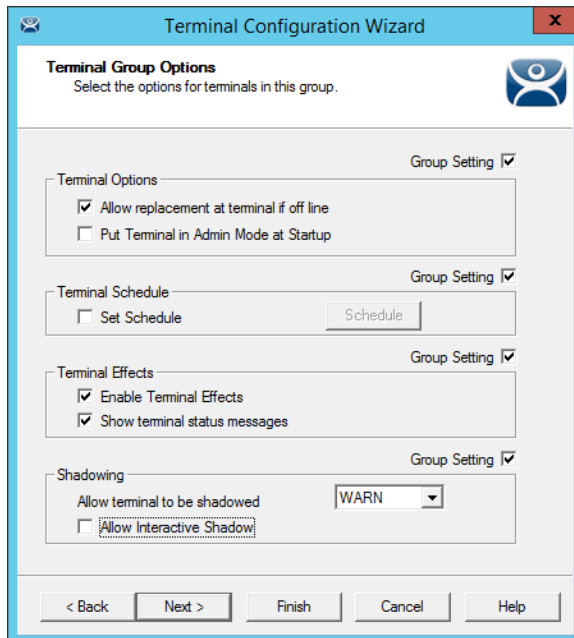 Terminal Configuration Wizard
x
Terminal Group Options
Select the options for terminals in this group.
Group Setting
Terminal Options
Allow replacement at terminal if off line
Put Terminal in Admin Mode at Startup
Group Setting
Terminal Schedule
Set Schedule
Schedule
Group Setting
Terminal Effects
Enable Terminal Effects
Show terminal status messages
Group Setting
Shadowing
Allow terminal to be shadowed WARN
Allow Interactive Shadow
< Back Next > Finish Cancel Help